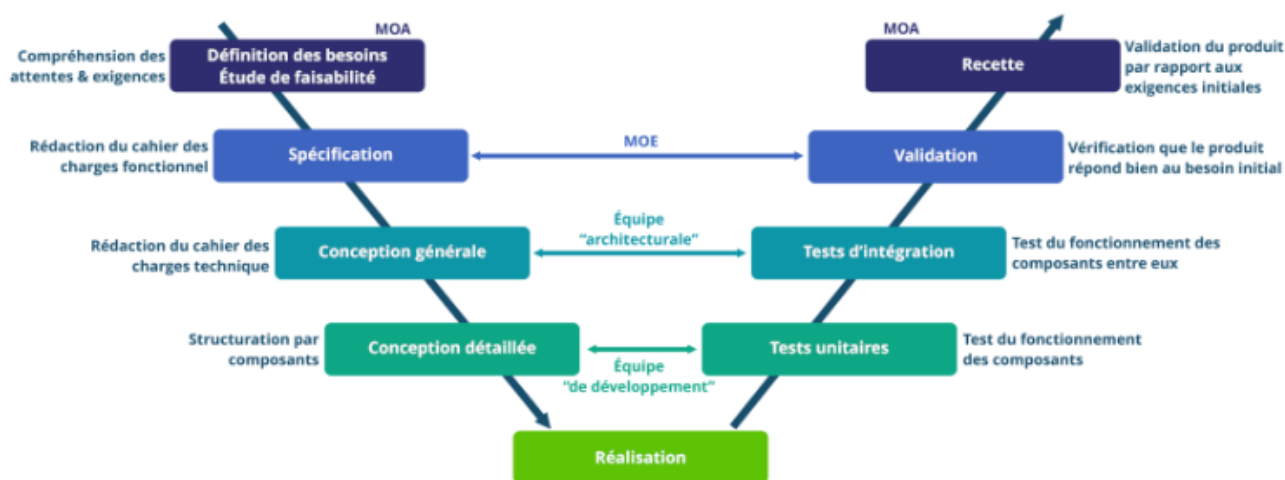 MOA
Compréhension des
attentes & exigences
Définition des besoins
Étude de faisabilité
MOA
Recette
Validation du produit
par rapport aux
exigences initiales
Rédaction du cahier des
charges fonctionnel
Spécification
MOE
Validation
Vérification que le produit
répond bien au besoin initial
Rédaction du cahier des
charges technique
Conception générale
Équipe
“architecturale”
Tests d’intégration
Test du fonctionnement des
composants entre eux
Structuration par
composants
Conception détaillée
Équipe
“de développement”
Tests unitaires
Test du fonctionnement
des composants
Réalisation